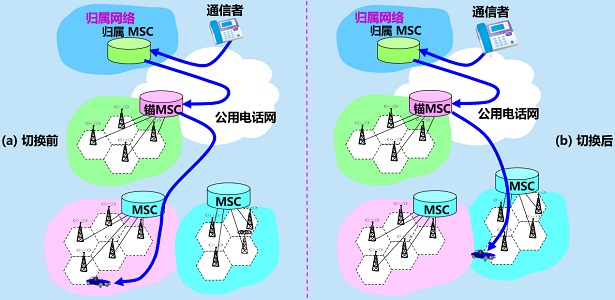 归属网络
归属 MSC
通信者
锚MSC
公用电话网
(a) 切换前
MSC
MSC
归属网络
归属 MSC
通信者
锚MSC
公用电话网
(b) 切换后
MSC
MSC